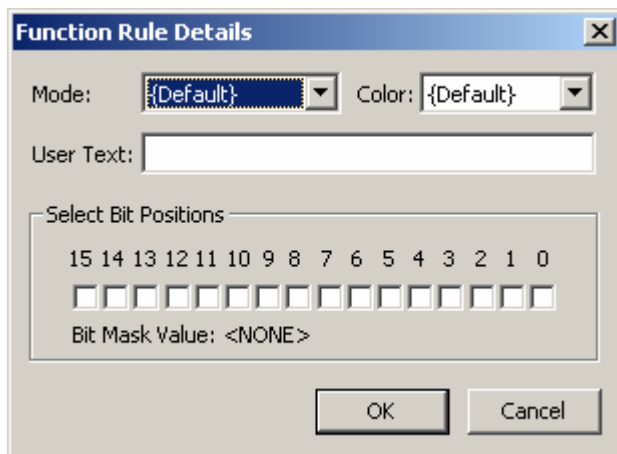 Function Rule Details
Mode: {Default} Color: {Default}
User Text:
Select Bit Positions
15 14 13 12 11 10 9 8 7 6 5 4 3 2 1 0
Bit Mask Value: <NONE>
OK Cancel